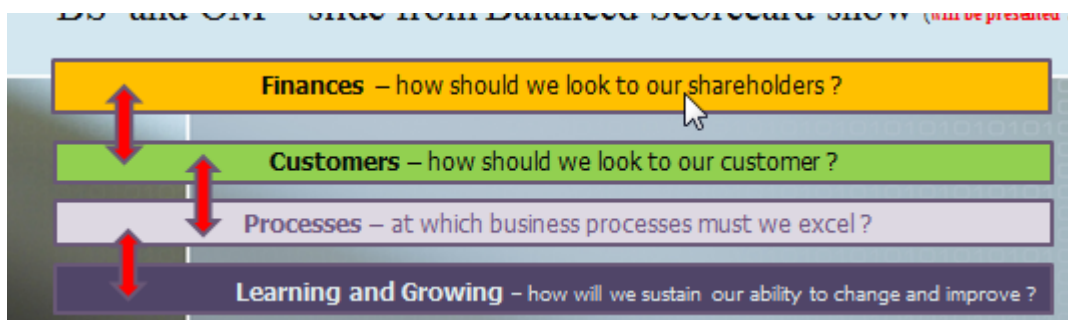 BS and OM – slide from Balanced Scorecard show (will be presented
Finances – how should we look to our shareholders ?
Customers – how should we look to our customer ?
Processes – at which business processes must we excel ?
Learning and Growing – how will we sustain our ability to change and improve ?